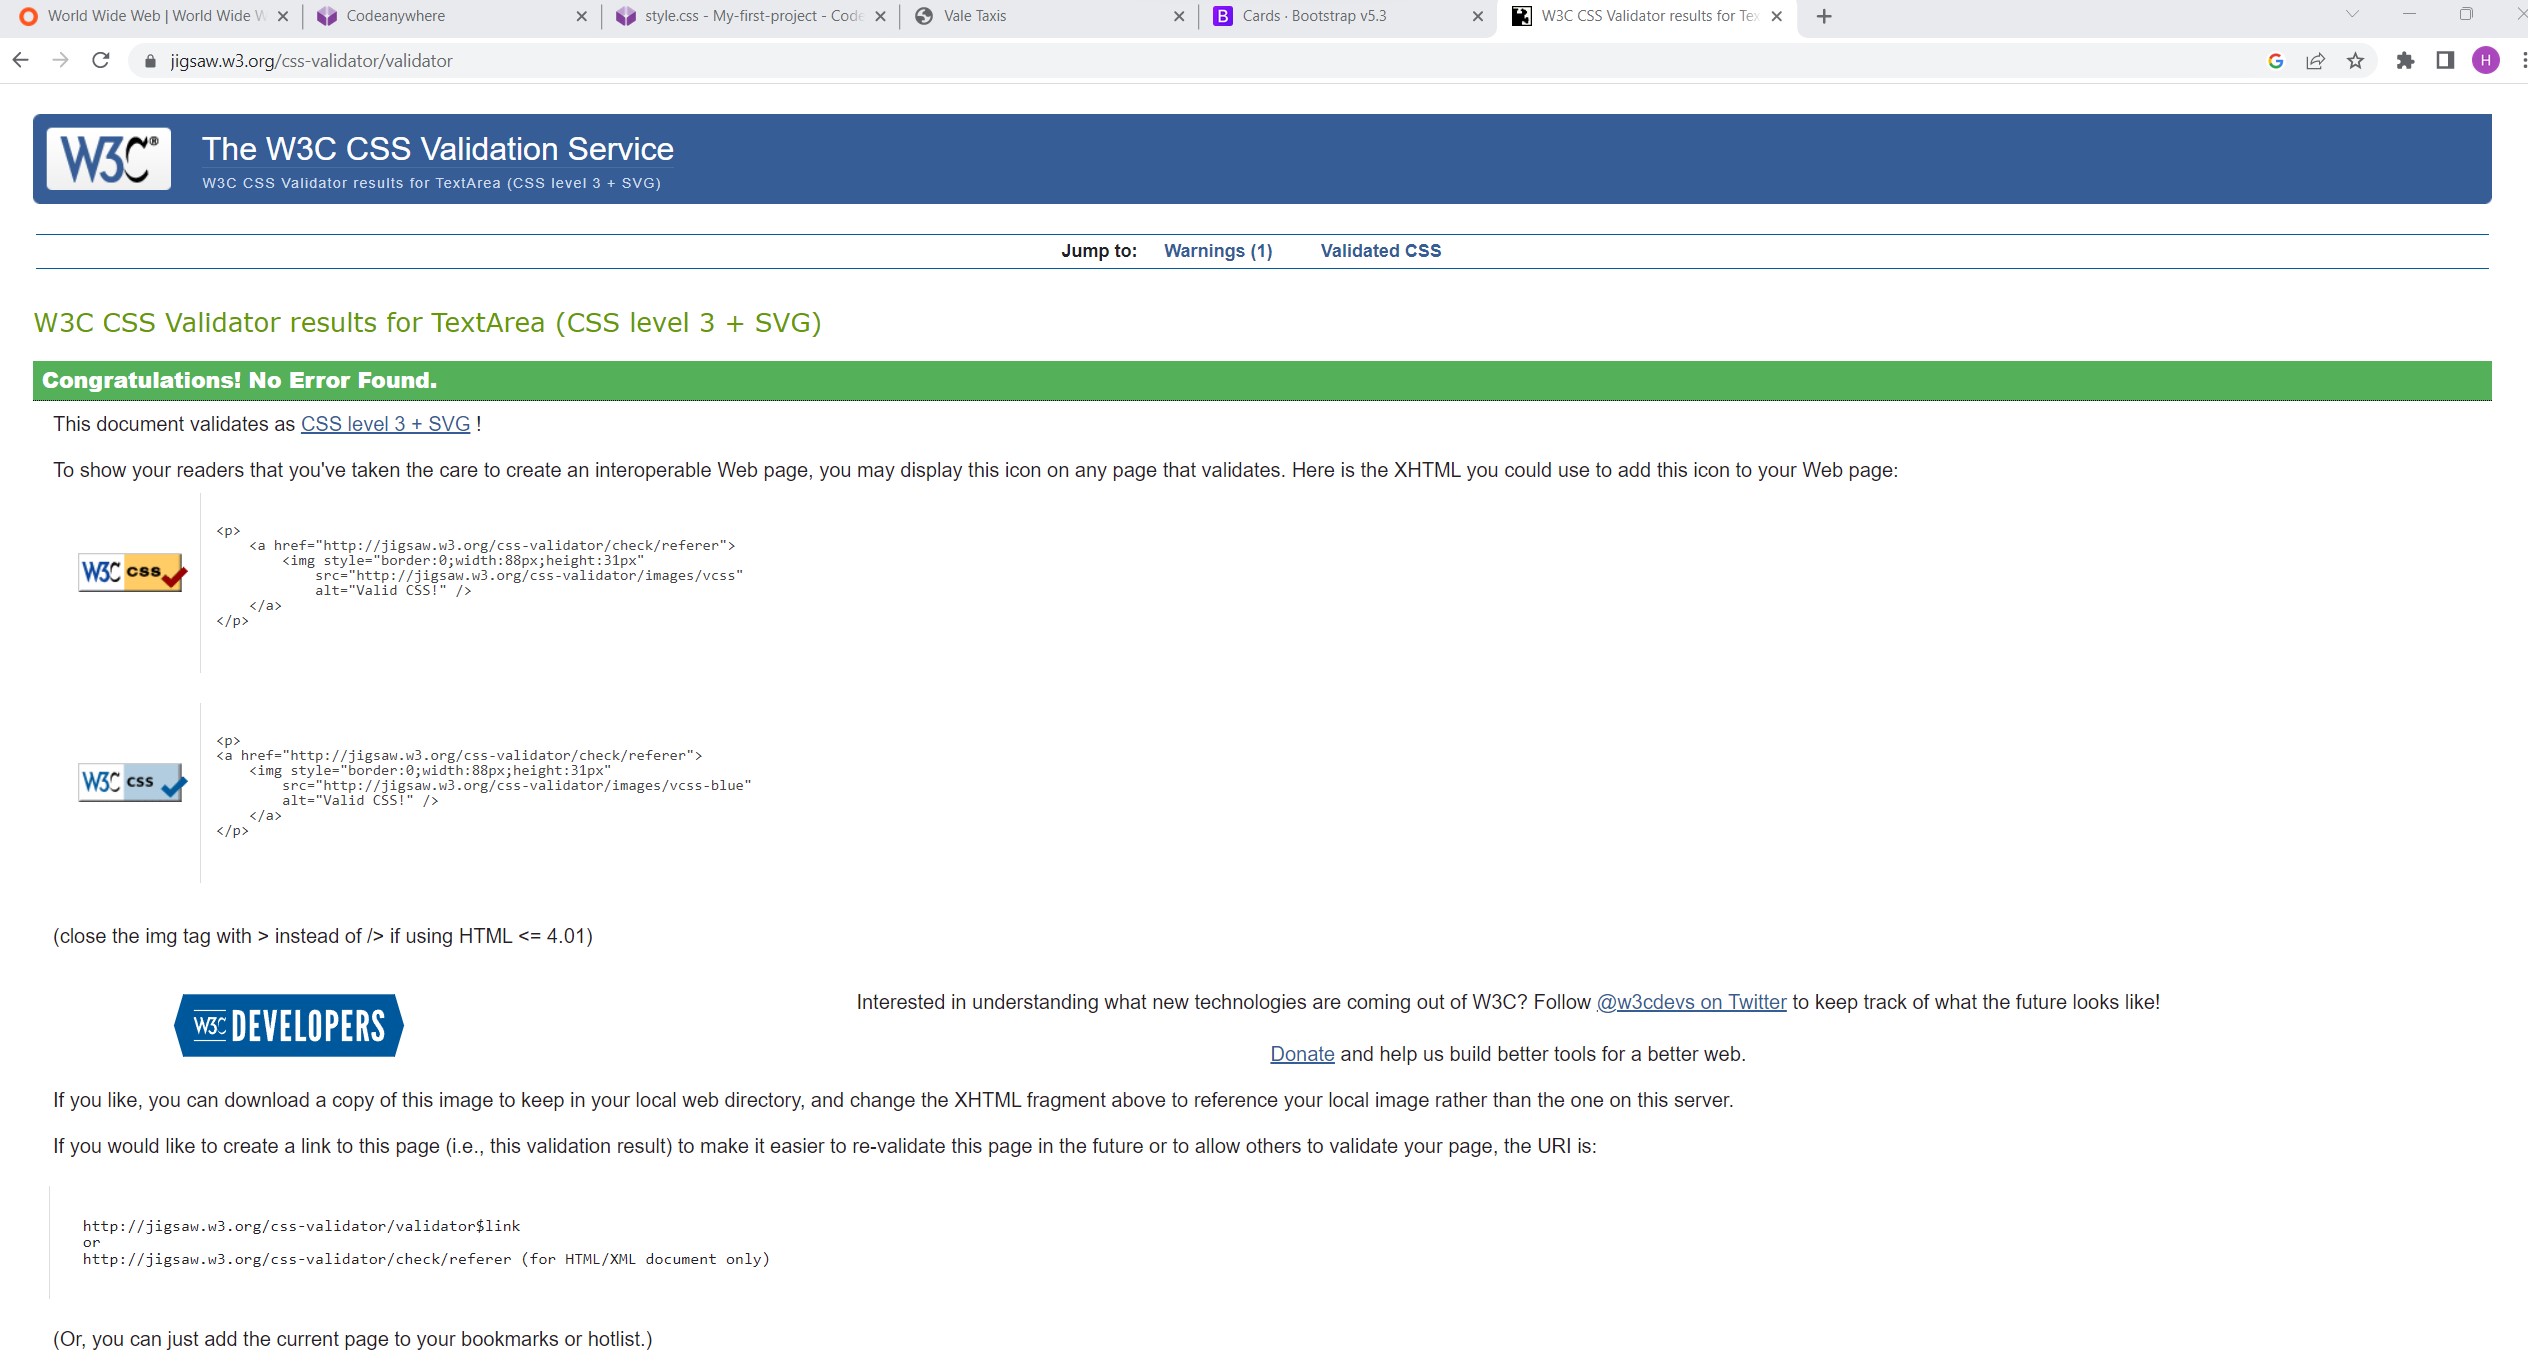 World Wide Web | World Wide W
Codeanywhere
style.css - My-first-project - Code
Vale Taxis
B Cards · Bootstrap v5.3
W3C CSS Validator results for Tex
jigsaw.w3.org/css-validator/validator
H
W3C®
The W3C CSS Validation Service
W3C CSS Validator results for TextArea (CSS level 3 + SVG)
Jump to: Warnings (1) Validated CSS
W3C CSS Validator results for TextArea (CSS level 3 + SVG)
Congratulations! No Error Found.
This document validates as CSS level 3 + SVG !
To show your readers that you've taken the care to create an interoperable Web page, you may display this icon on any page that validates. Here is the XHTML you could use to add this icon to your Web page:
W3C css
<p>
<a href="http://jigsaw.w3.org/css-validator/check/referer">
<img style="border:0;width:88px;height:31px"
src="http://jigsaw.w3.org/css-validator/images/vcss"
alt="Valid CSS!" />
</a>
</p>
W3C css
<p>
<a href="http://jigsaw.w3.org/css-validator/check/referer">
<img style="border:0;width:88px;height:31px"
src="http://jigsaw.w3.org/css-validator/images/vcss-blue"
alt="Valid CSS!" />
</a>
</p>
(close the img tag with > instead of /> if using HTML <= 4.01)
W3C DEVELOPERS
Interested in understanding what new technologies are coming out of W3C? Follow @w3cdevs on Twitter to keep track of what the future looks like!
Donate and help us build better tools for a better web.
If you like, you can download a copy of this image to keep in your local web directory, and change the XHTML fragment above to reference your local image rather than the one on this server.
If you would like to create a link to this page (i.e., this validation result) to make it easier to re-validate this page in the future or to allow others to validate your page, the URI is:
http://jigsaw.w3.org/css-validator/validator$link
or
http://jigsaw.w3.org/css-validator/check/referer (for HTML/XML document only)
(Or, you can just add the current page to your bookmarks or hotlist.)